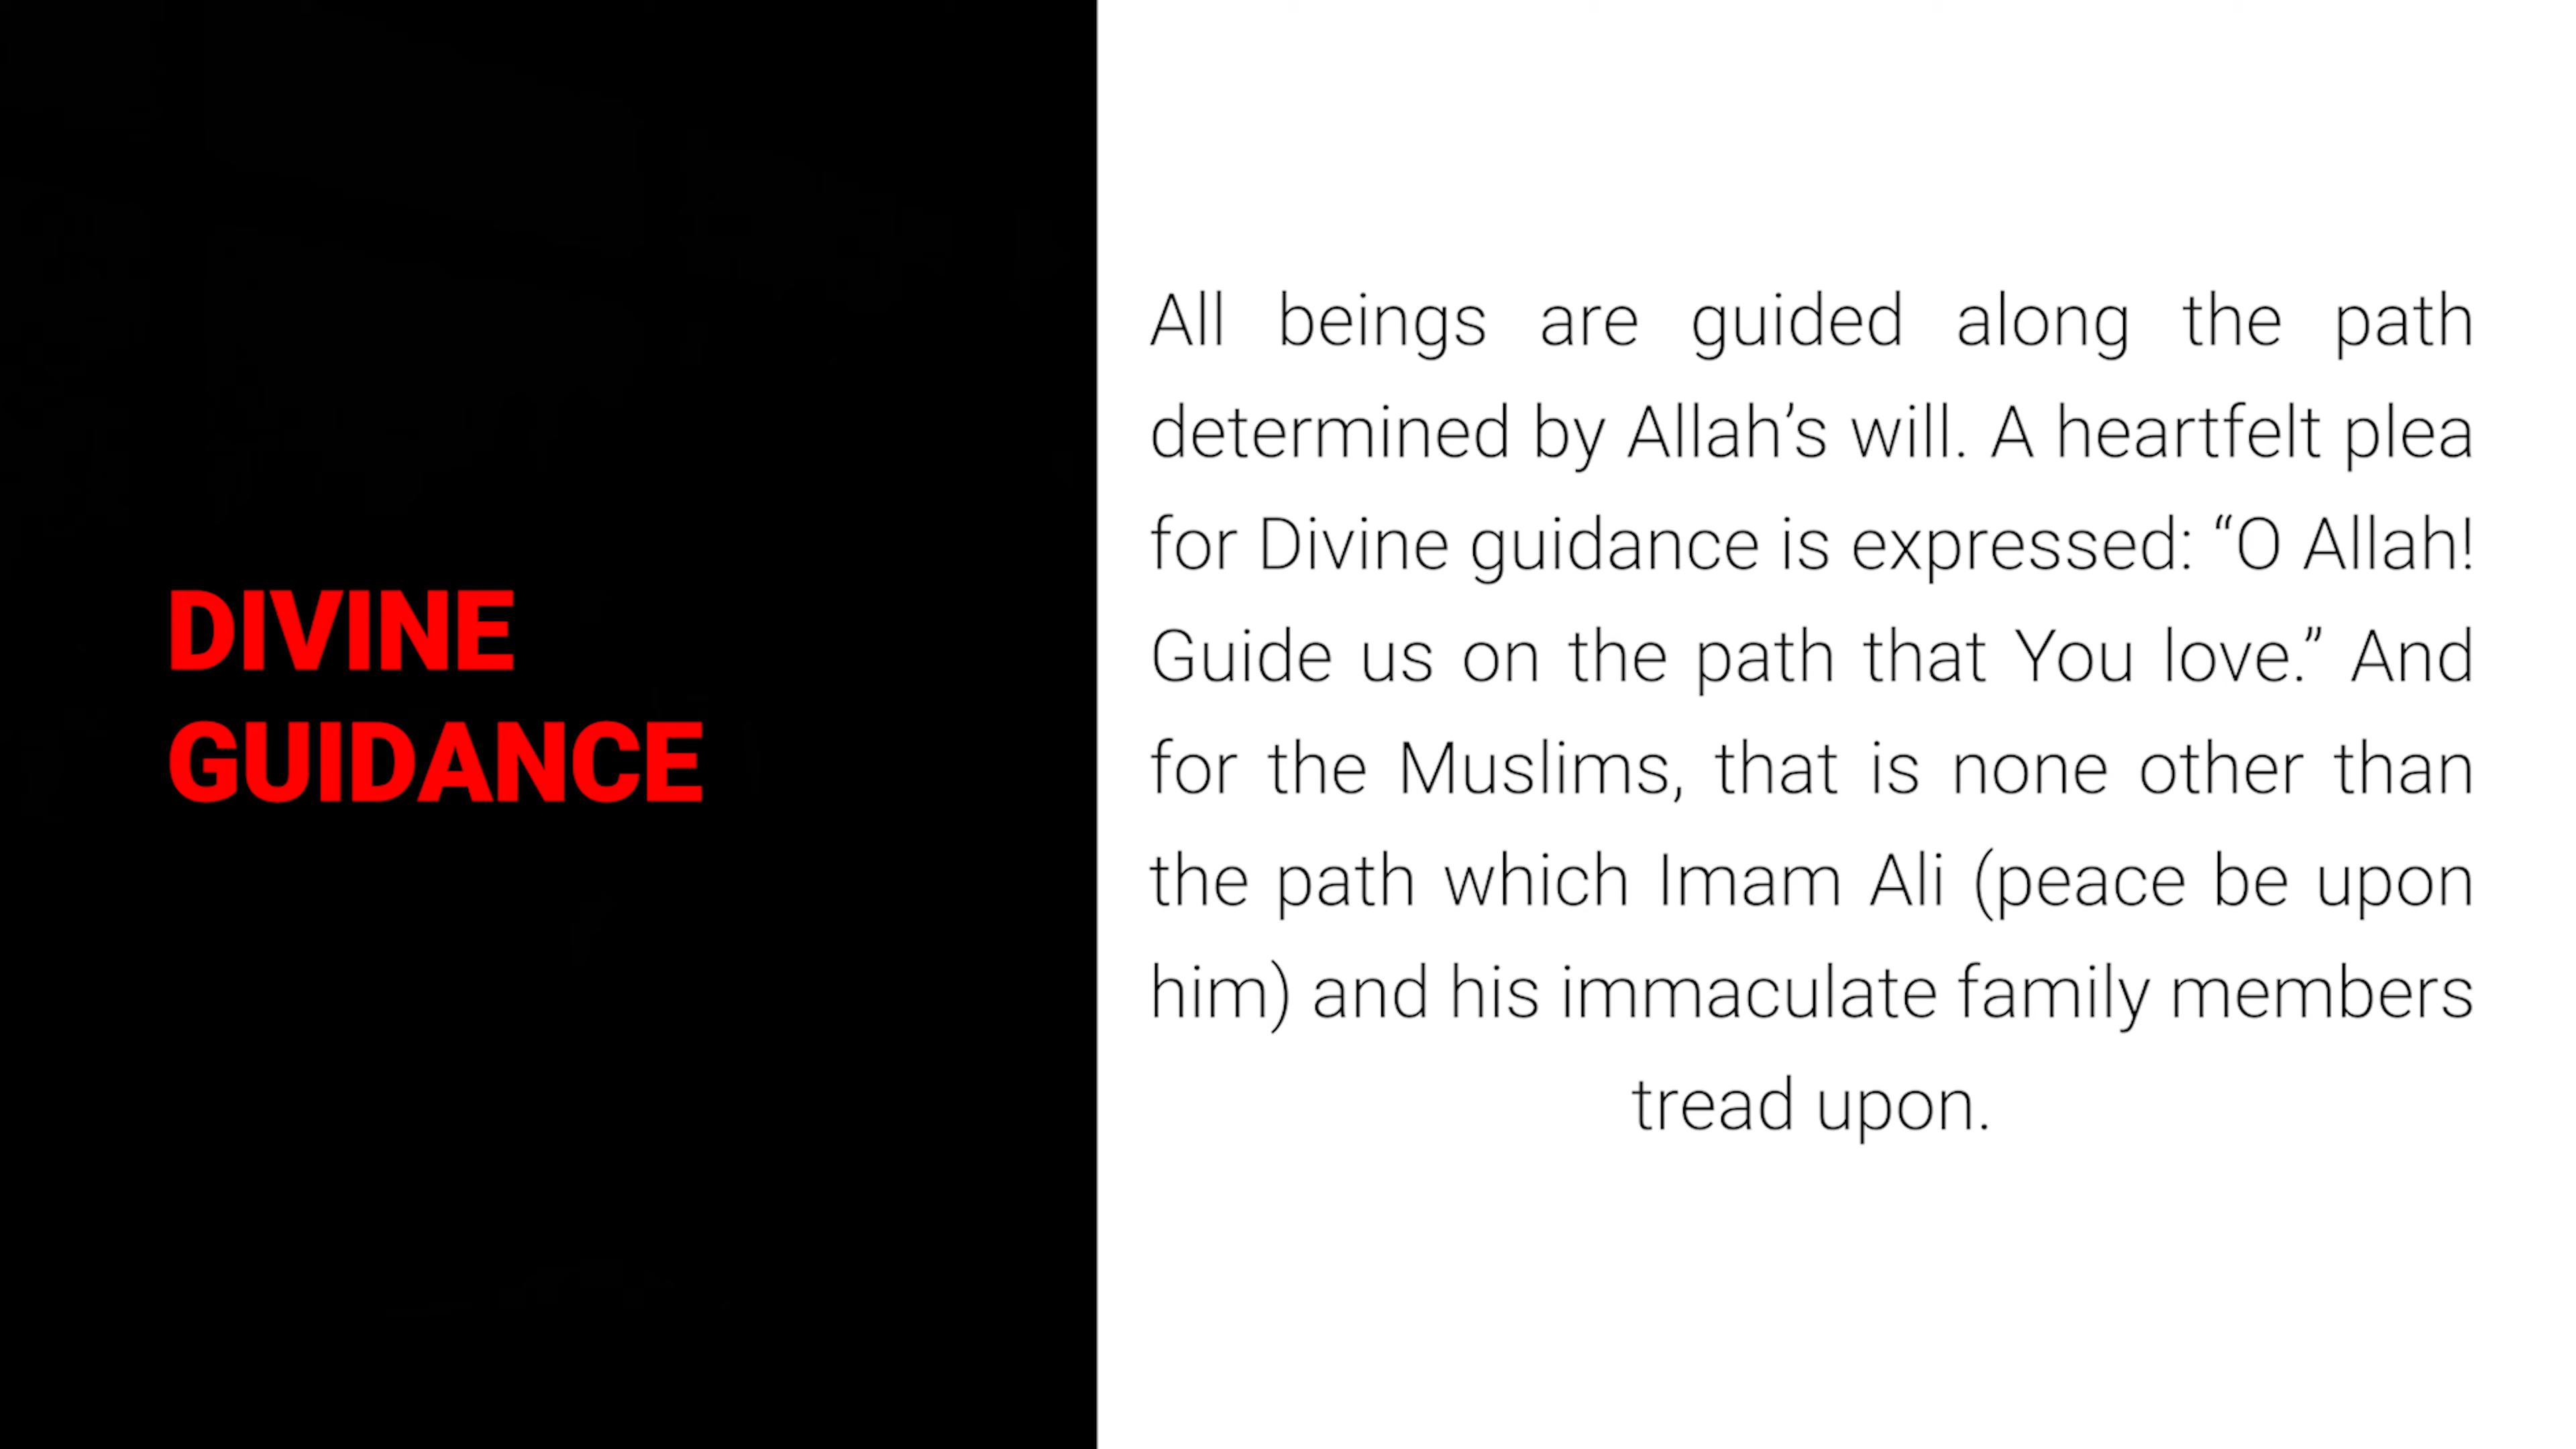 DIVINE
GUIDANCE
All beings are guided along the path
determined by Allah’s will. A heartfelt plea
for Divine guidance is expressed: “O Allah!
Guide us on the path that You love.” And
for the Muslims, that is none other than
the path which Imam Ali (peace be upon
him) and his immaculate family members
tread upon.